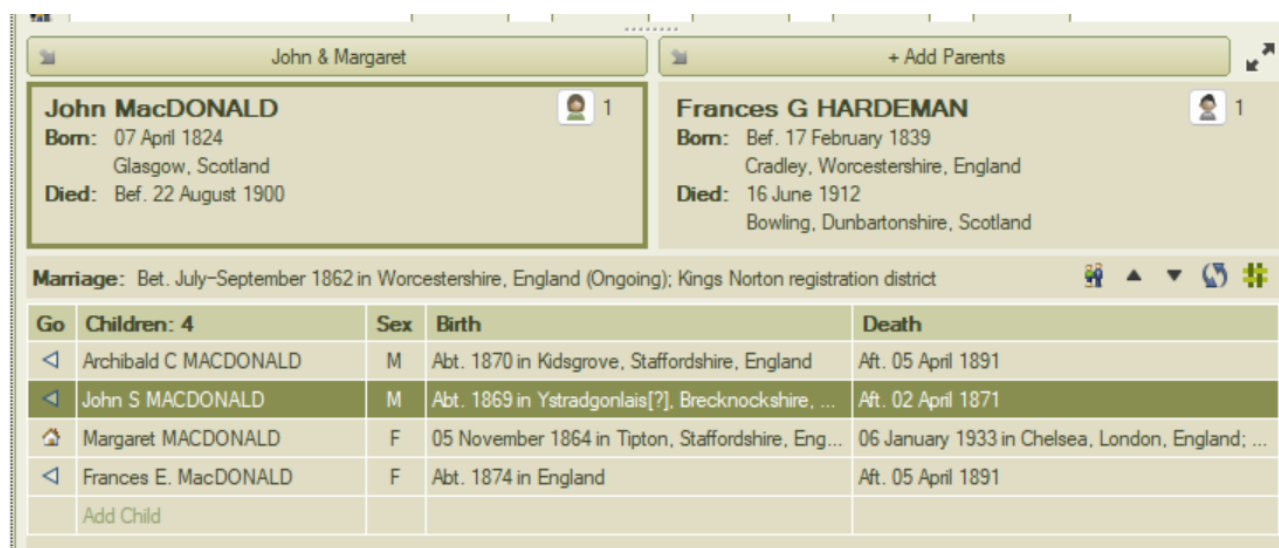 John & Margaret
+ Add Parents
John MacDONALD
1
Born: 07 April 1824
Glasgow, Scotland
Died: Bef. 22 August 1900
Frances G HARDEMAN
1
Born: Bef. 17 February 1839
Cradley, Worcestershire, England
Died: 16 June 1912
Bowling, Dunbartonshire, Scotland
Marriage: Bet. July–September 1862 in Worcestershire, England (Ongoing); Kings Norton registration district
Go Children: 4 Sex Birth Death
Archibald C MACDONALD M Abt. 1870 in Kidsgrove, Staffordshire, England Aft. 05 April 1891
John S MACDONALD M Abt. 1869 in Ystradgonlais[?], Brecknockshire, ... Aft. 02 April 1871
Margaret MACDONALD F 05 November 1864 in Tipton, Staffordshire, Eng... 06 January 1933 in Chelsea, London, England; ...
Frances E. MacDONALD F Abt. 1874 in England Aft. 05 April 1891
Add Child